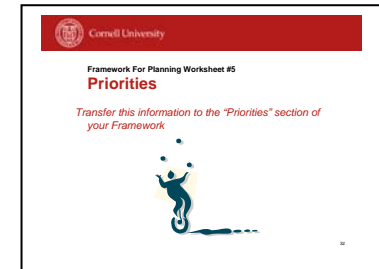 Cornell University
Framework For Planning Worksheet #5
Priorities
Transfer this information to the "Priorities" section of
your Framework
32